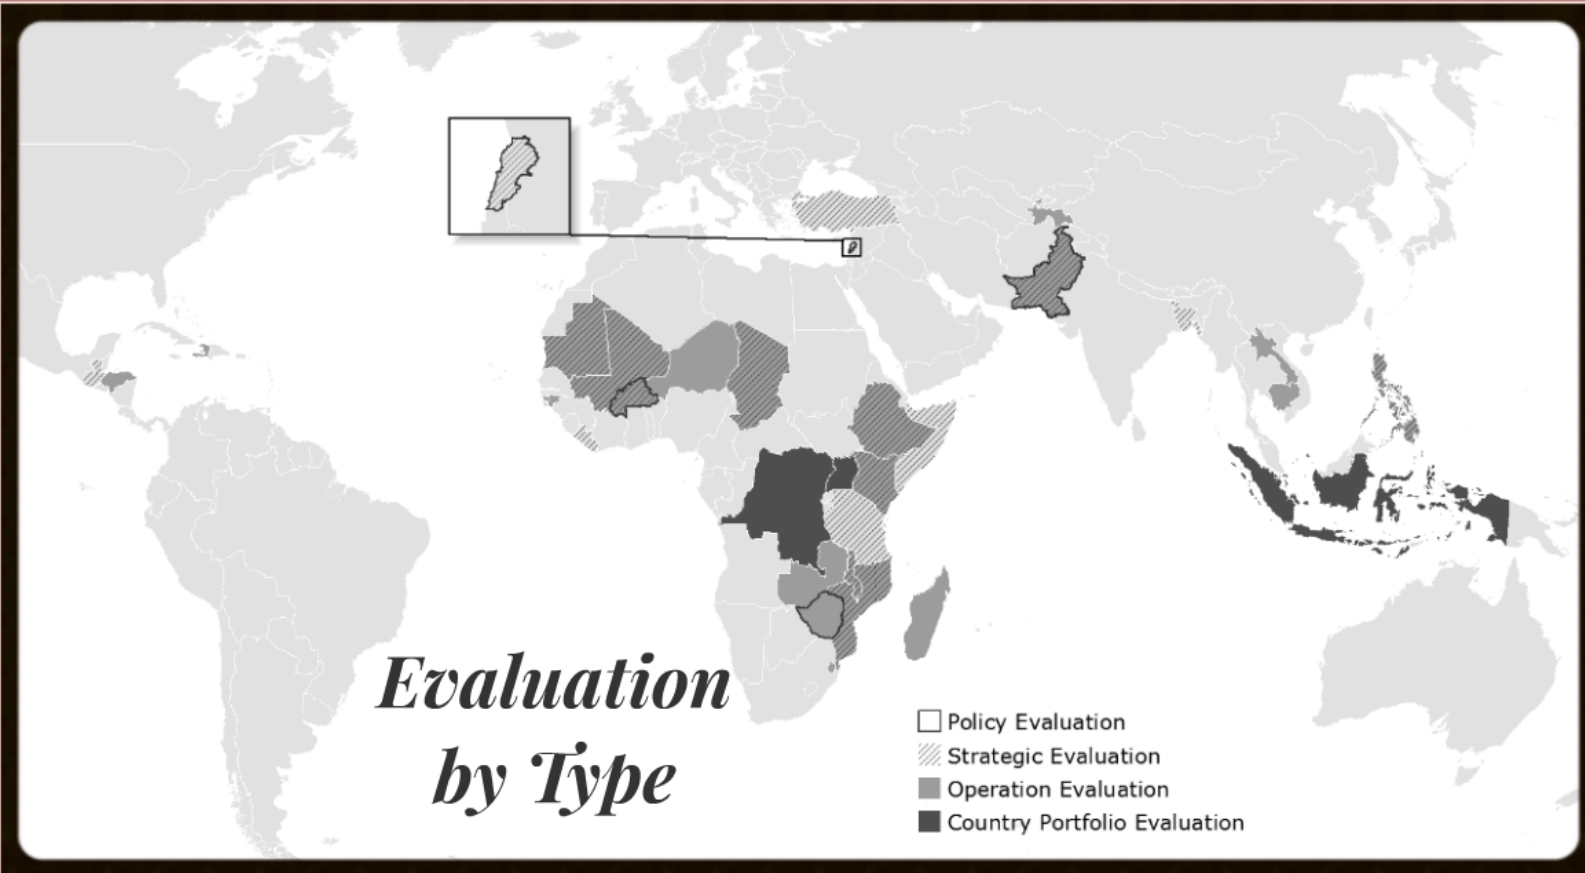 Evaluation
by Type
Policy Evaluation
Strategic Evaluation
Operation Evaluation
Country Portfolio Evaluation